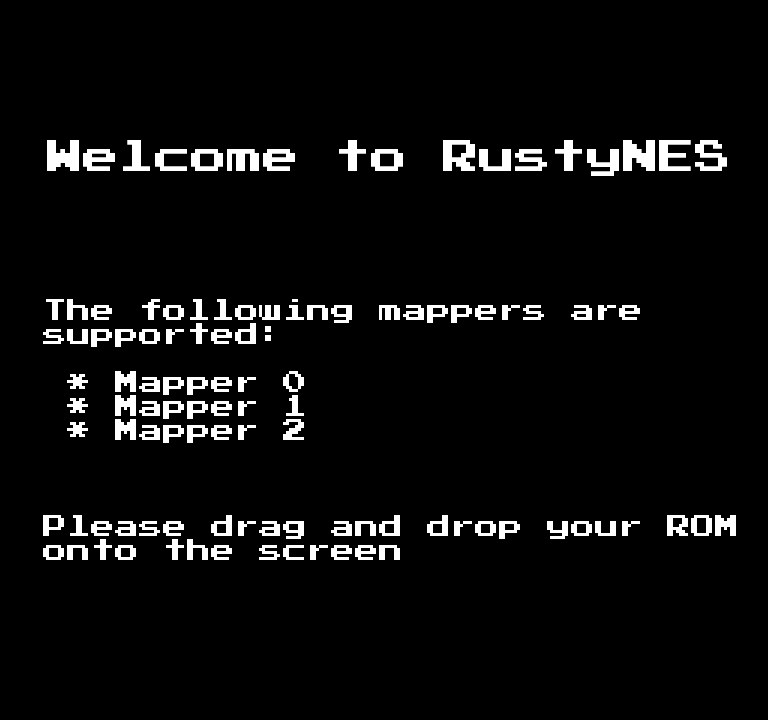 Welcome to RustyNES
The following mappers are
supported:
* Mapper 0
* Mapper 1
* Mapper 2
Please drag and drop your ROM
onto the screen